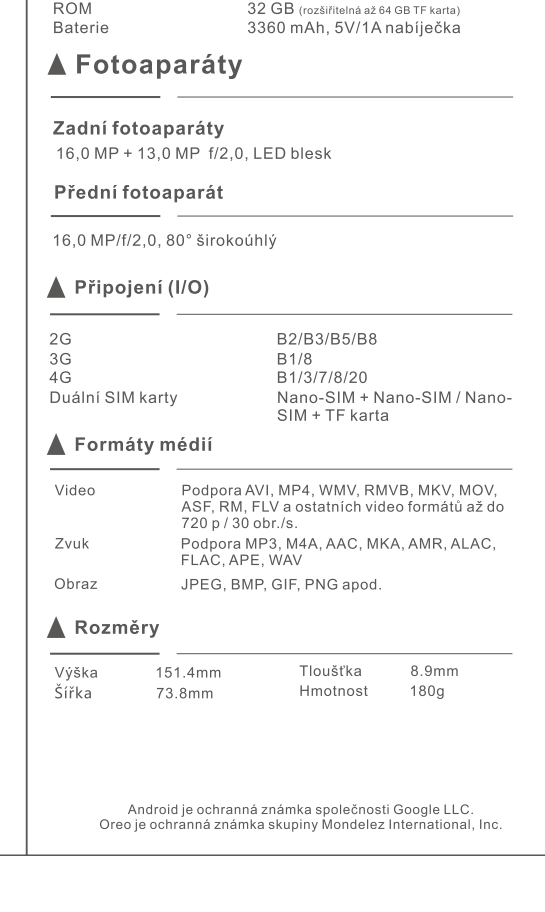 ROM 32 GB (rozšiřitelná až 64 GB TF karta)
Baterie 3360 mAh, 5V/1A nabíječka
Fotoaparáty
Zadní fotoaparáty
16,0 MP + 13,0 MP f/2,0, LED blesk
Přední fotoaparát
16,0 MP/f/2,0, 80° širokoúhlý
Připojení (I/O)
2G B2/B3/B5/B8
3G B1/8
4G B1/3/7/8/20
Duální SIM karty Nano-SIM + Nano-SIM / Nano-
SIM + TF karta
Formáty médií
Video Podpora AVI, MP4, WMV, RMVB, MKV, MOV,
ASF, RM, FLV a ostatních video formátů až do
720 p / 30 obr./s.
Zvuk Podpora MP3, M4A, AAC, MKA, AMR, ALAC,
FLAC, APE, WAV
Obraz JPEG, BMP, GIF, PNG apod.
Rozměry
Výška 151.4mm Tloušťka 8.9mm
Šířka 73.8mm Hmotnost 180g
Android je ochranná známka společnosti Google LLC.
Oreo je ochranná známka skupiny Mondelez International, Inc.